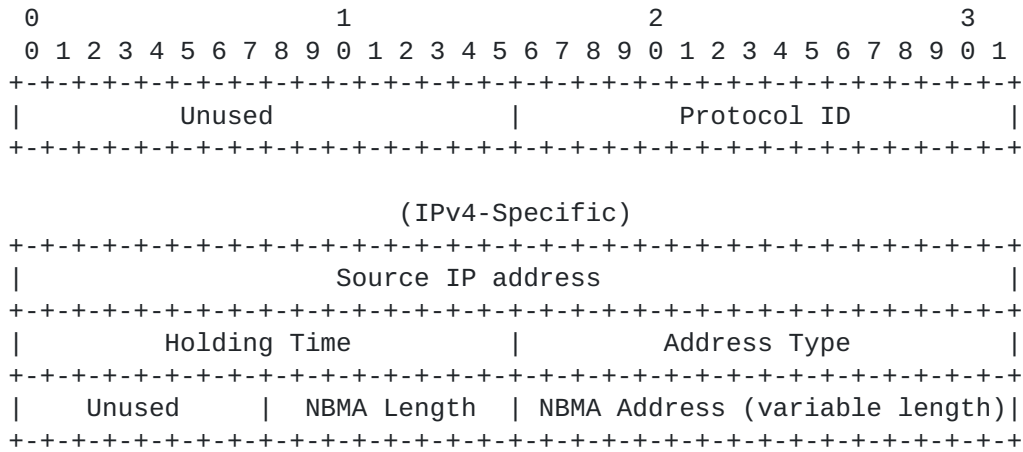 0                   1                   2                   3
 0 1 2 3 4 5 6 7 8 9 0 1 2 3 4 5 6 7 8 9 0 1 2 3 4 5 6 7 8 9 0 1
+-+-+-+-+-+-+-+-+-+-+-+-+-+-+-+-+-+-+-+-+-+-+-+-+-+-+-+-+-+-+-+-+
|          Unused               |          Protocol ID          |
+-+-+-+-+-+-+-+-+-+-+-+-+-+-+-+-+-+-+-+-+-+-+-+-+-+-+-+-+-+-+-+-+

                         (IPv4-Specific)
+-+-+-+-+-+-+-+-+-+-+-+-+-+-+-+-+-+-+-+-+-+-+-+-+-+-+-+-+-+-+-+-+
|                    Source IP address                          |
+-+-+-+-+-+-+-+-+-+-+-+-+-+-+-+-+-+-+-+-+-+-+-+-+-+-+-+-+-+-+-+-+
|         Holding Time          |         Address Type          |
+-+-+-+-+-+-+-+-+-+-+-+-+-+-+-+-+-+-+-+-+-+-+-+-+-+-+-+-+-+-+-+-+
|    Unused     |  NBMA Length  | NBMA Address (variable length)|
+-+-+-+-+-+-+-+-+-+-+-+-+-+-+-+-+-+-+-+-+-+-+-+-+-+-+-+-+-+-+-+-+